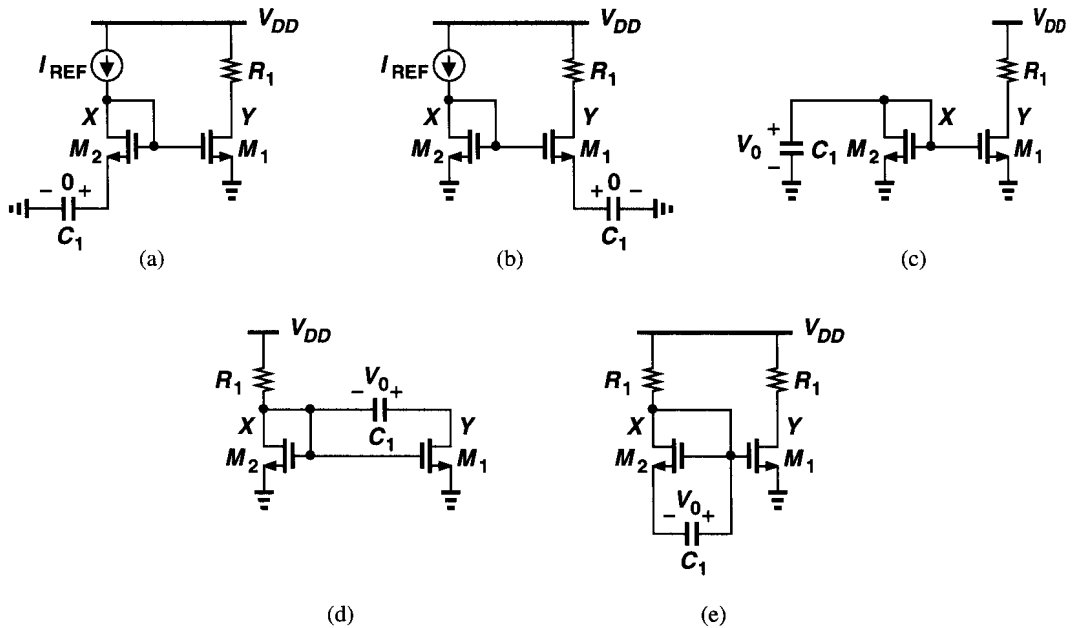 V_DD
I_REF
R_1
X
Y
M_2
M_1
− 0 +
C_1
(a)
V_DD
I_REF
R_1
X
Y
M_2
M_1
+ 0 −
C_1
(b)
V_DD
R_1
X
Y
V_0 + −
C_1
M_2
M_1
(c)
V_DD
R_1
− V_0 +
X
C_1
Y
M_2
M_1
(d)
V_DD
R_1
R_1
X
Y
M_2
M_1
− V_0 +
C_1
(e)